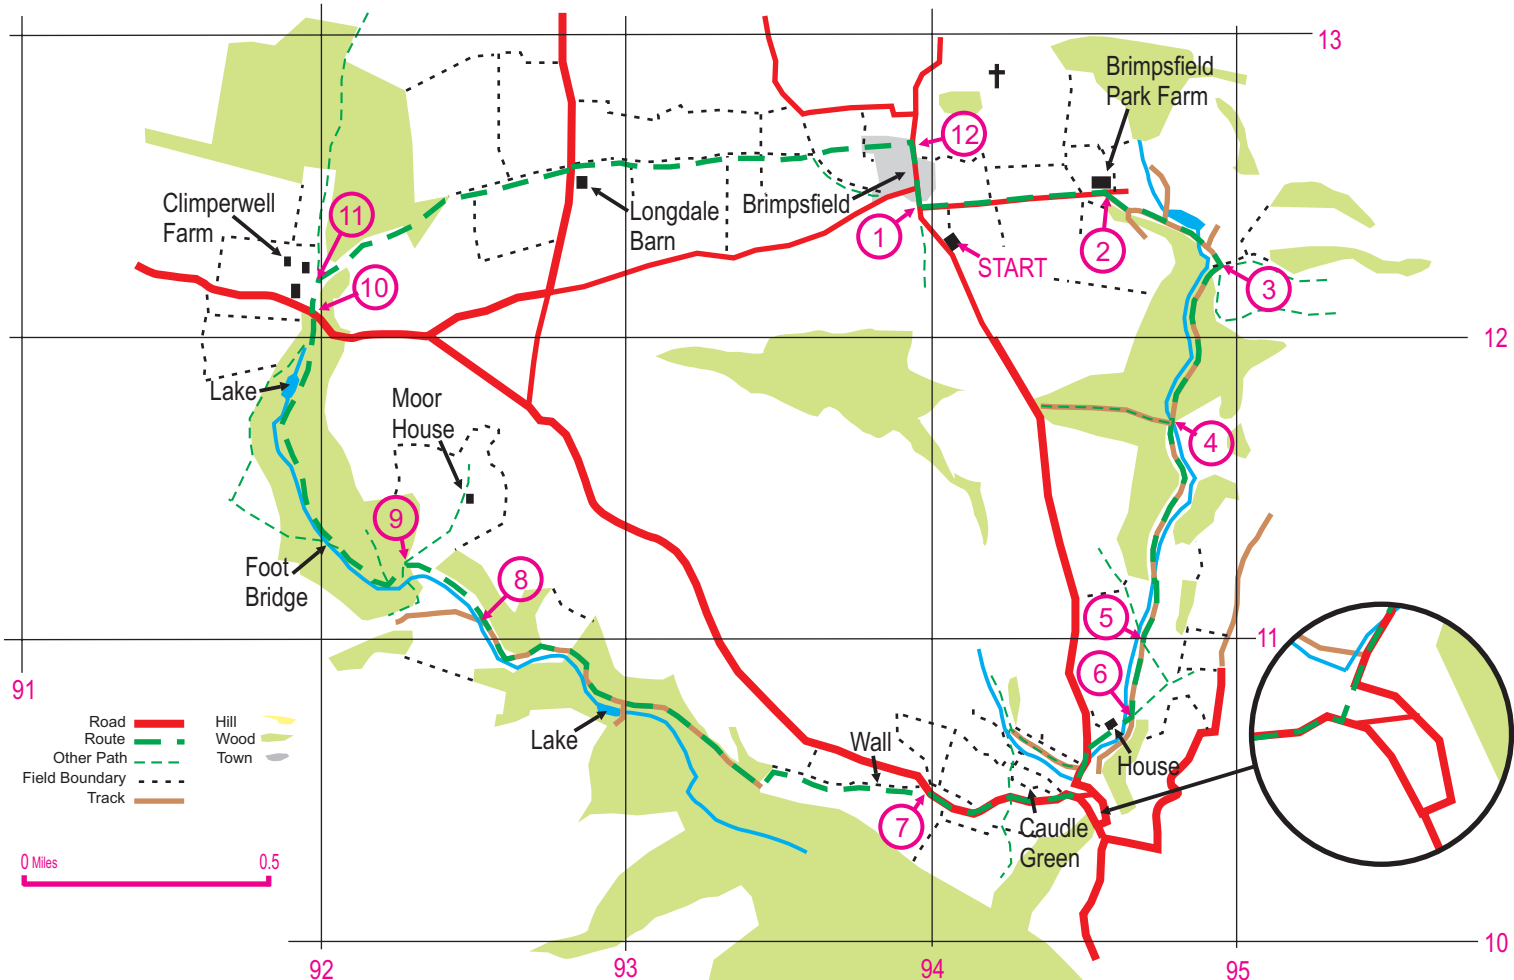 13
Brimpsfield
Park Farm
12
Climperwell
Farm
11
Longdale
Barn
Brimpsfield
1
START
2
3
10
12
Lake
Moor
House
4
9
Foot
Bridge
8
5
11
6
91
Road
Route
Other Path
Field Boundary
Track
Hill
Wood
Town
Lake
Wall
House
7
Caudle
Green
0 Miles
0.5
10
92
93
94
95